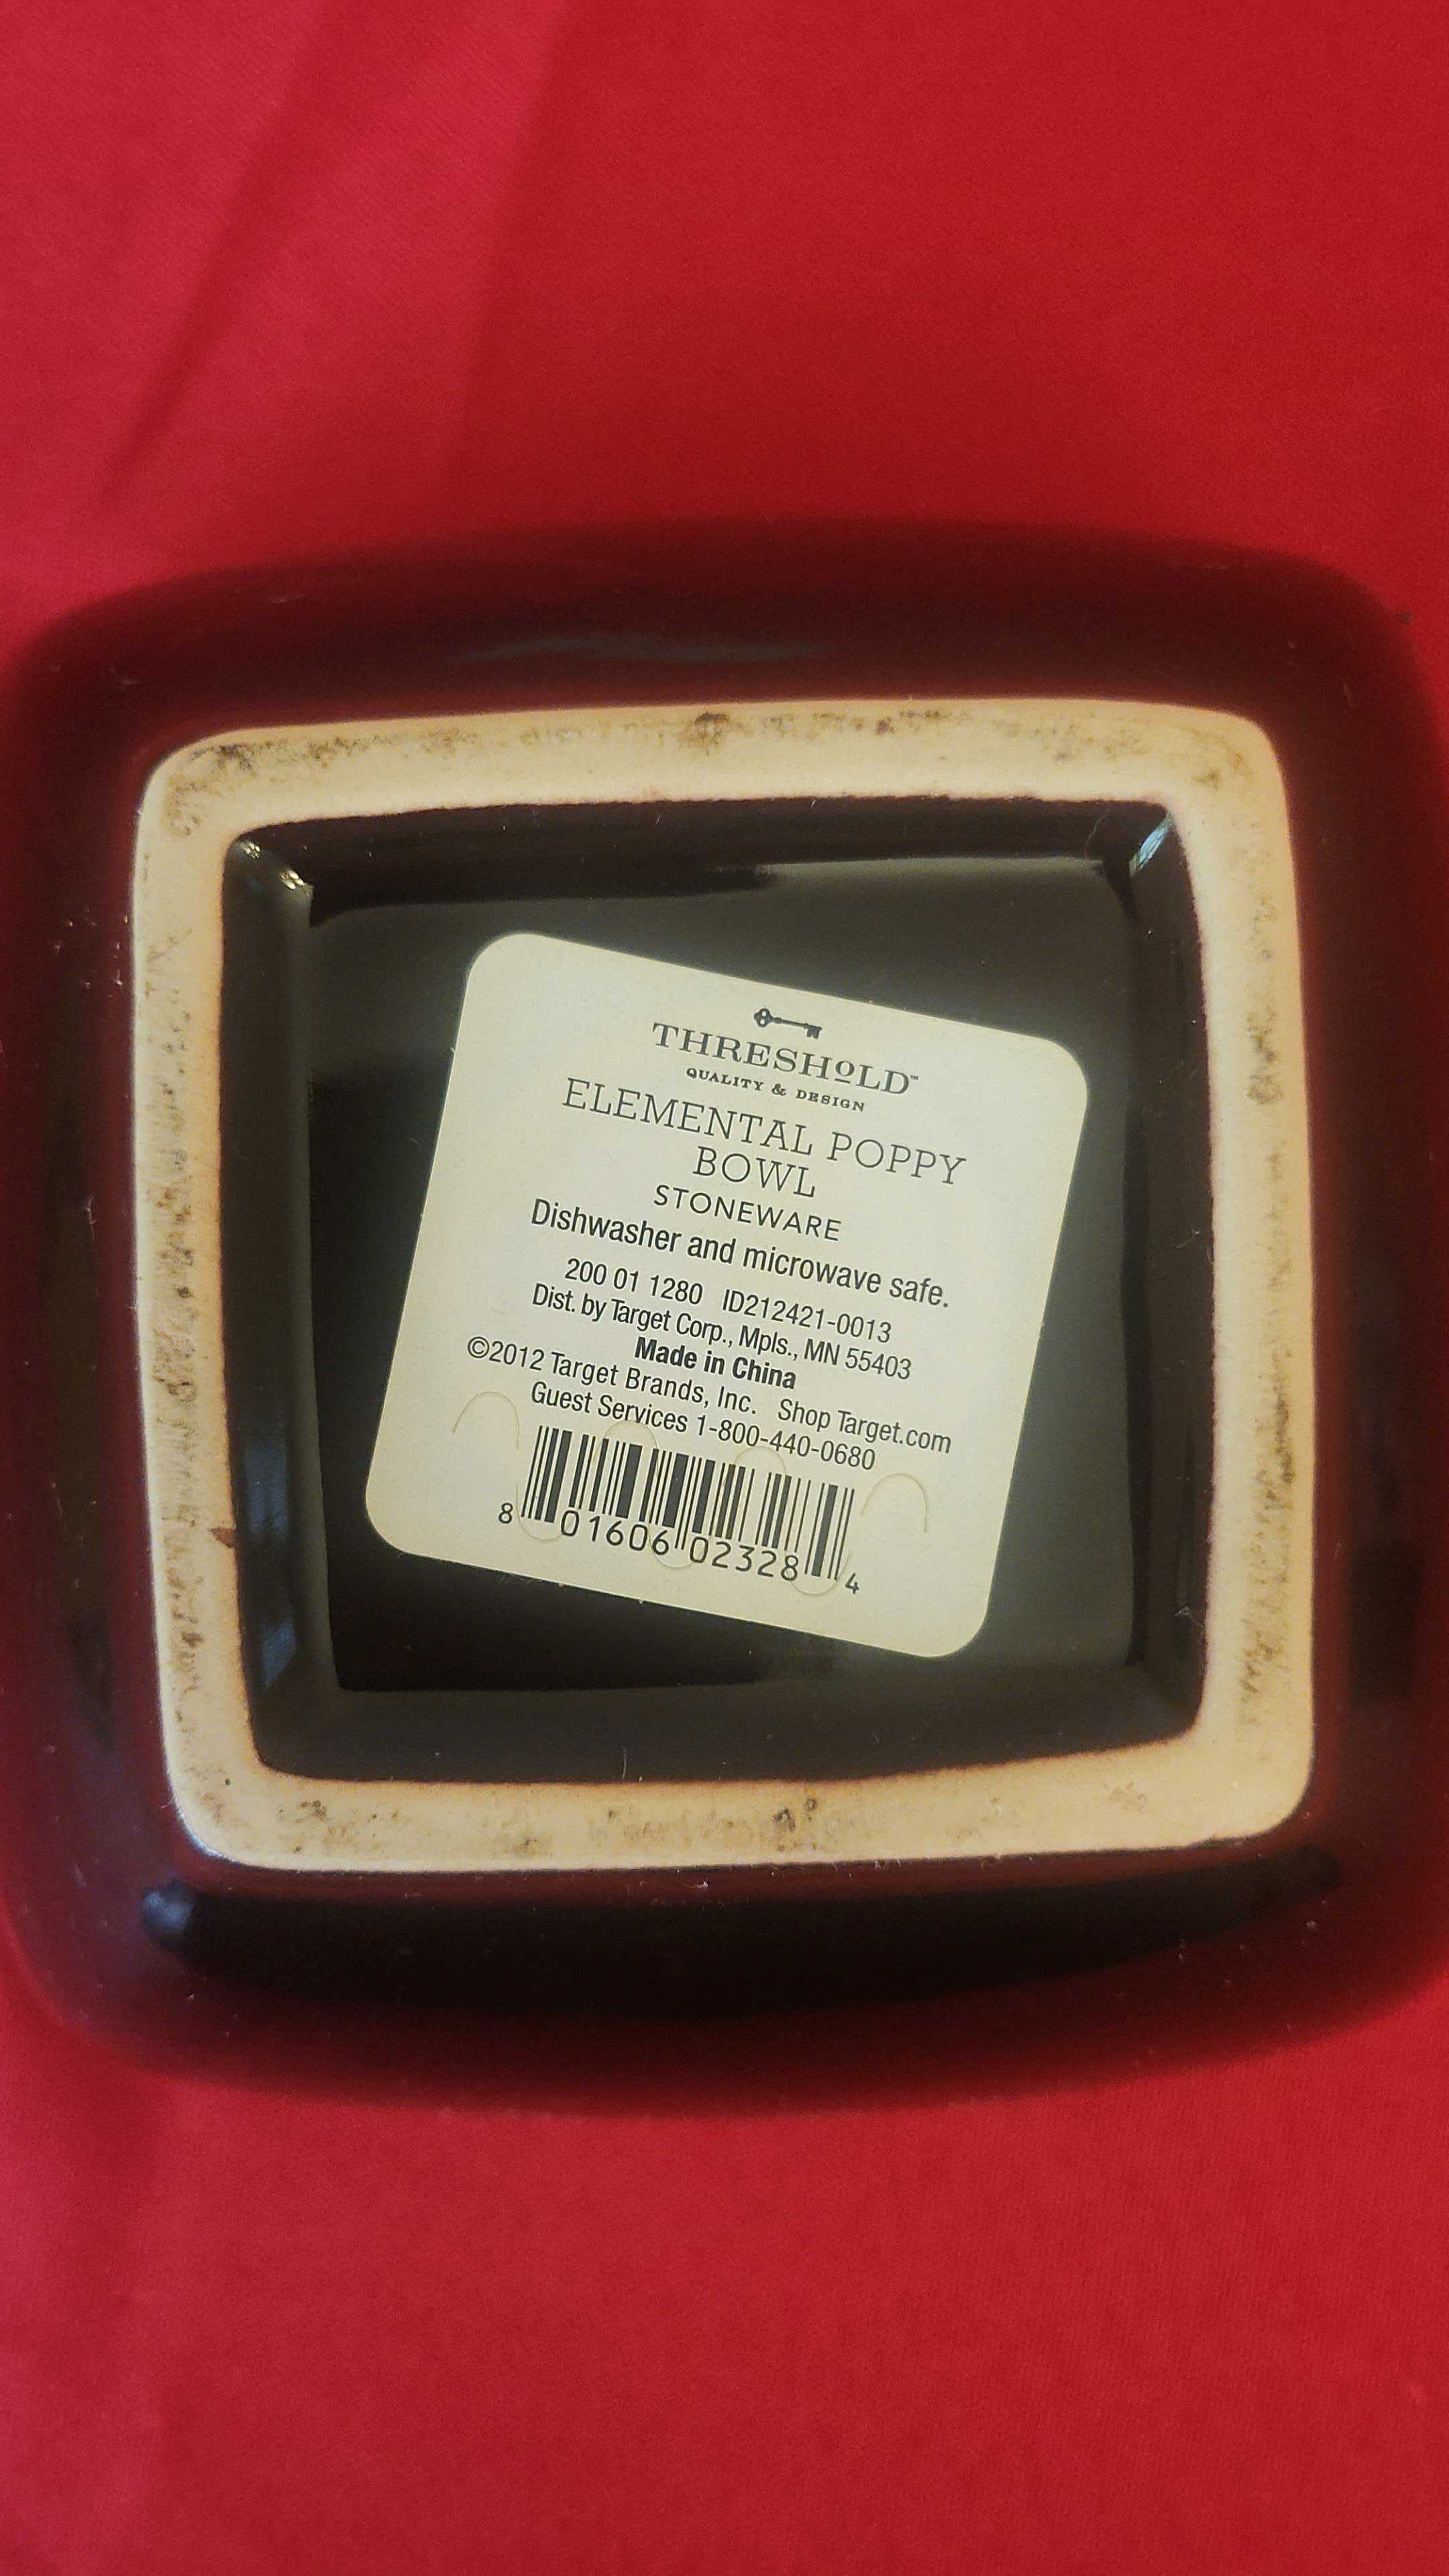 THRESHOLD™
QUALITY & DESIGN
ELEMENTAL POPPY
BOWL
STONEWARE
Dishwasher and microwave safe.
200 01 1280 ID212421-0013
Dist. by Target Corp., Mpls., MN 55403
Made in China
©2012 Target Brands, Inc. Shop Target.com
Guest Services 1-800-440-0680
8 01606 02328 4